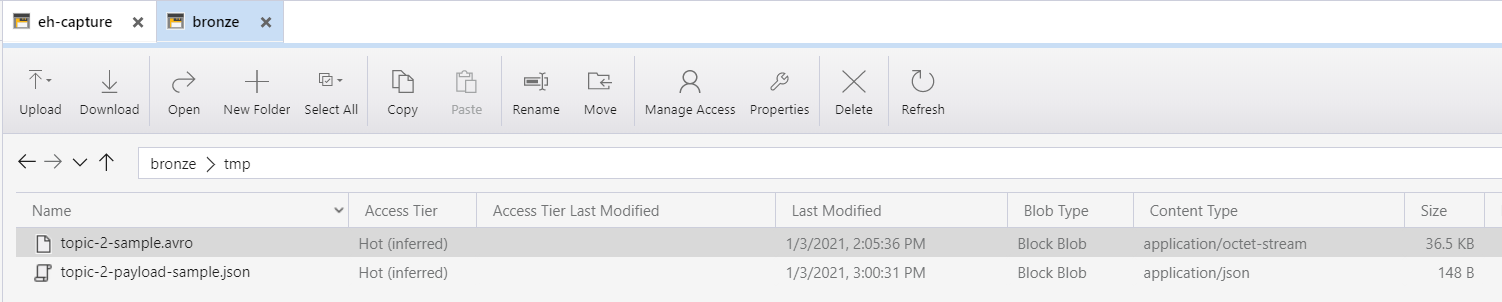 eh-capture bronze
Upload Download Open New Folder Select All Copy Paste Rename Move Manage Access Properties Delete Refresh
bronze tmp
Name Access Tier Access Tier Last Modified Last Modified Blob Type Content Type Size
topic-2-sample.avro Hot (inferred) 1/3/2021, 2:05:36 PM Block Blob application/octet-stream 36.5 KB
topic-2-payload-sample.json Hot (inferred) 1/3/2021, 3:00:31 PM Block Blob application/json 148 B